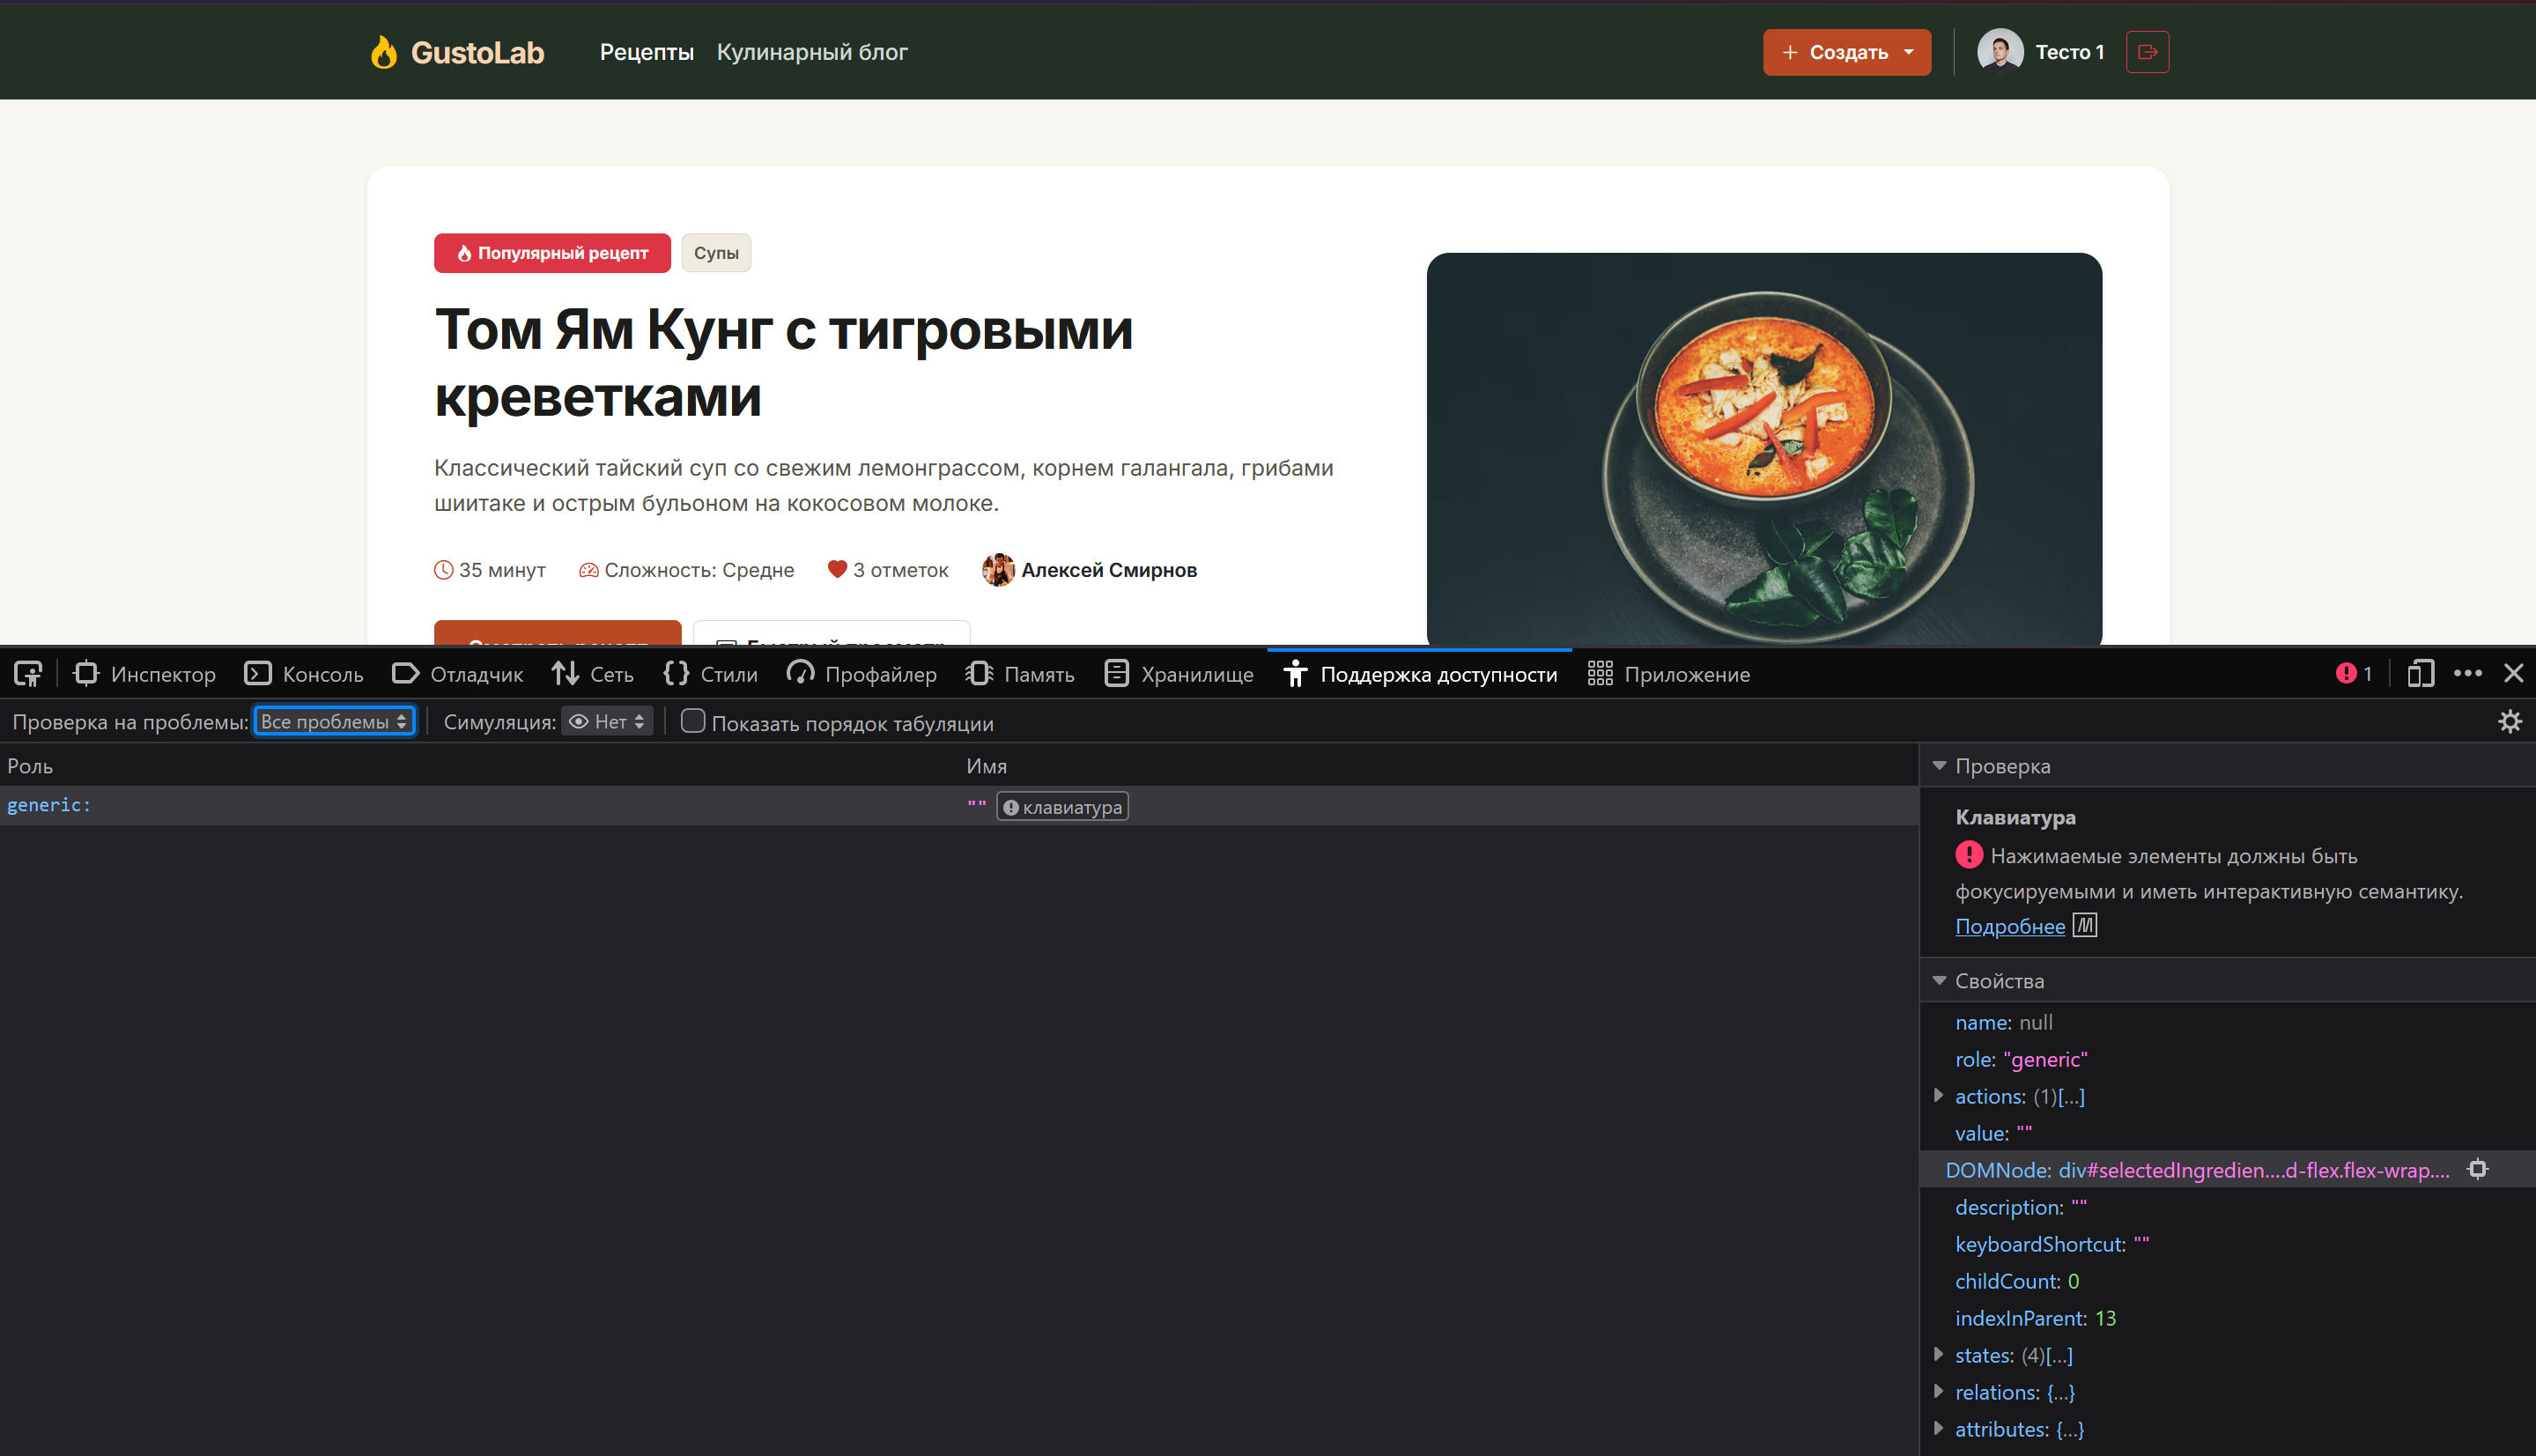 GustoLab
Рецепты
Кулинарный блог
Создать
Тесто 1
Популярный рецепт
Супы
Том Ям Кунг с тигровыми
креветками
Классический тайский суп со свежим лемонграссом, корнем галангала, грибами
шиитаке и острым бульоном на кокосовом молоке.
35 минут
Сложность: Средне
3 отметок
Алексей Смирнов
Смотреть рецепт
Быстрый просмотр
Инспектор
Консоль
Отладчик
Сеть
Стили
Профайлер
Память
Хранилище
Поддержка доступности
Приложение
1
Проверка на проблемы: Все проблемы
Симуляция: Нет
Показать порядок табуляции
Роль
Имя
generic:
"" клавиатура
Проверка
Клавиатура
Нажимаемые элементы должны быть
фокусируемыми и иметь интерактивную семантику.
Подробнее
Свойства
name: null
role: "generic"
actions: (1)[…]
value: ""
DOMNode: div#selectedIngredien….d-flex.flex-wrap.…
description: ""
keyboardShortcut: ""
childCount: 0
indexInParent: 13
states: (4)[…]
relations: {…}
attributes: {…}